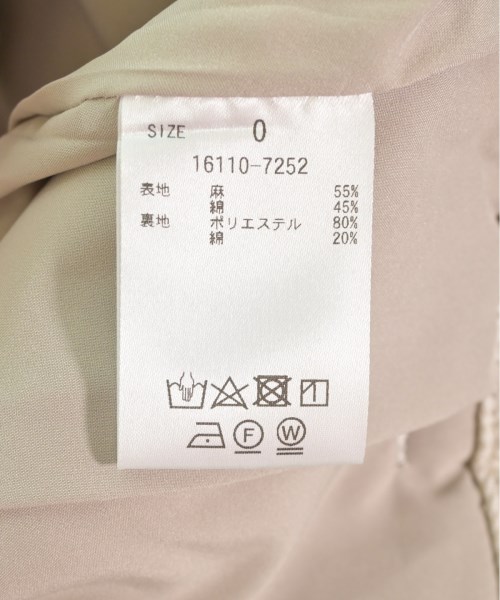 SIZE 0
16110-7252
表地 麻 55%
綿 45%
裏地 ポリエステル 80%
綿 20%
F W